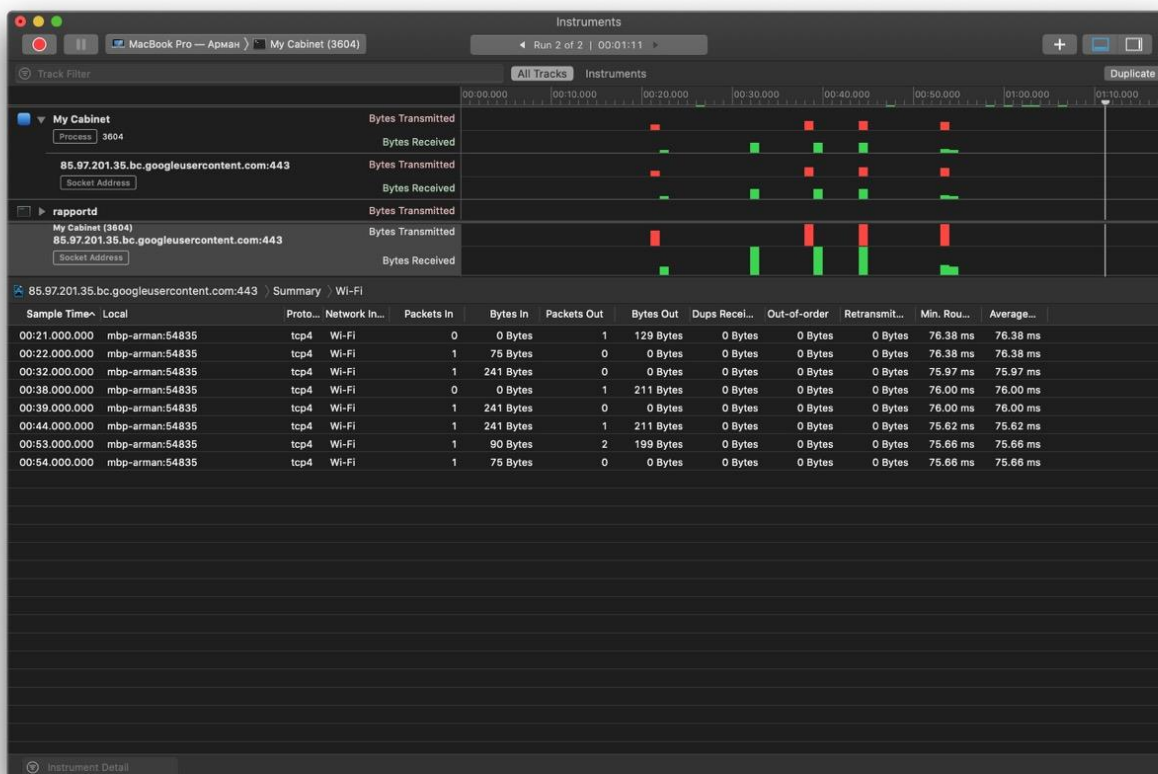 Instruments
MacBook Pro — Арман 〉 My Cabinet (3604)
Run 2 of 2 | 00:01:11
Track Filter
All Tracks Instruments Duplicate
00:00.000 00:10.000 00:20.000 00:30.000 00:40.000 00:50.000 01:00.000 01:10.000
My Cabinet Bytes Transmitted
Process 3604
Bytes Received
85.97.201.35.bc.googleusercontent.com:443 Bytes Transmitted
Socket Address
Bytes Received
rapportd Bytes Transmitted
My Cabinet (3604) Bytes Transmitted
85.97.201.35.bc.googleusercontent.com:443
Socket Address Bytes Received
85.97.201.35.bc.googleusercontent.com:443 〉 Summary 〉 Wi-Fi
Sample Time Local Proto... Network In... Packets In Bytes In Packets Out Bytes Out Dups Recei... Out-of-order Retransmit... Min. Rou... Average...
00:21.000.000 mbp-arman:54835 tcp4 Wi-Fi 0 0 Bytes 1 129 Bytes 0 Bytes 0 Bytes 0 Bytes 76.38 ms 76.38 ms
00:22.000.000 mbp-arman:54835 tcp4 Wi-Fi 1 75 Bytes 0 0 Bytes 0 Bytes 0 Bytes 0 Bytes 76.38 ms 76.38 ms
00:32.000.000 mbp-arman:54835 tcp4 Wi-Fi 1 241 Bytes 0 0 Bytes 0 Bytes 0 Bytes 0 Bytes 75.97 ms 75.97 ms
00:38.000.000 mbp-arman:54835 tcp4 Wi-Fi 0 0 Bytes 1 211 Bytes 0 Bytes 0 Bytes 0 Bytes 76.00 ms 76.00 ms
00:39.000.000 mbp-arman:54835 tcp4 Wi-Fi 1 241 Bytes 0 0 Bytes 0 Bytes 0 Bytes 0 Bytes 76.00 ms 76.00 ms
00:44.000.000 mbp-arman:54835 tcp4 Wi-Fi 1 241 Bytes 1 211 Bytes 0 Bytes 0 Bytes 0 Bytes 75.62 ms 75.62 ms
00:53.000.000 mbp-arman:54835 tcp4 Wi-Fi 1 90 Bytes 2 199 Bytes 0 Bytes 0 Bytes 0 Bytes 75.66 ms 75.66 ms
00:54.000.000 mbp-arman:54835 tcp4 Wi-Fi 1 75 Bytes 0 0 Bytes 0 Bytes 0 Bytes 0 Bytes 75.66 ms 75.66 ms
Instrument Detail